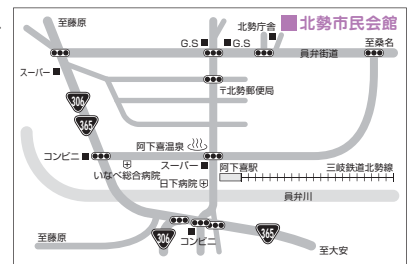 至藤原
北勢庁舎
■北勢市民会館
G.S
G.S
至桑名
員弁街道
スーパー
〒北勢郵便局
306
365
阿下喜温泉
コンビニ
いなべ総合病院
スーパー
阿下喜駅
三岐鉄道北勢線
日下病院
員弁川
至藤原
306
コンビニ
365
至大安